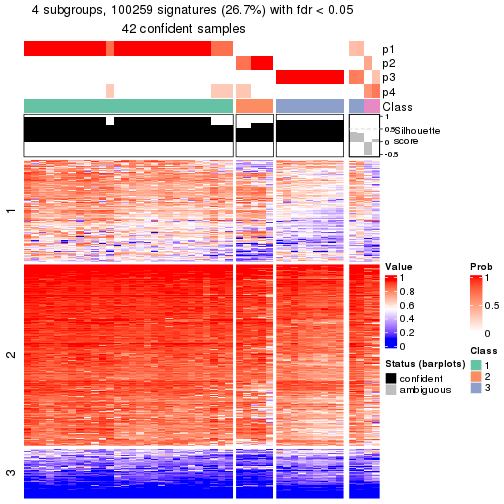 4 subgroups, 100259 signatures (26.7%) with fdr < 0.05
42 confident samples
p1
p2
p3
p4
Class
1
0.5
0
-0.5
Silhouette
score
1
2
3
Value
1
0.8
0.6
0.4
0.2
0
Status (barplots)
confident
ambiguous
Prob
1
0.5
0
Class
1
2
3